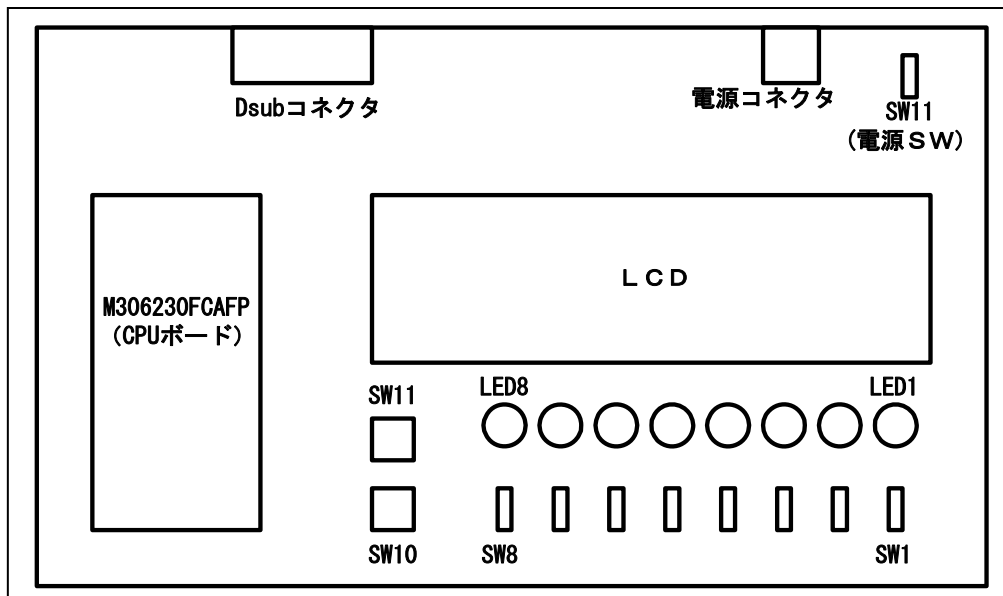 Dsubコネクタ
電源コネクタ
SW11
(電源ＳＷ)
ＬＣＤ
M306230FCAFP
(CPUボード)
SW11
LED8
LED1
SW10
SW8
SW1